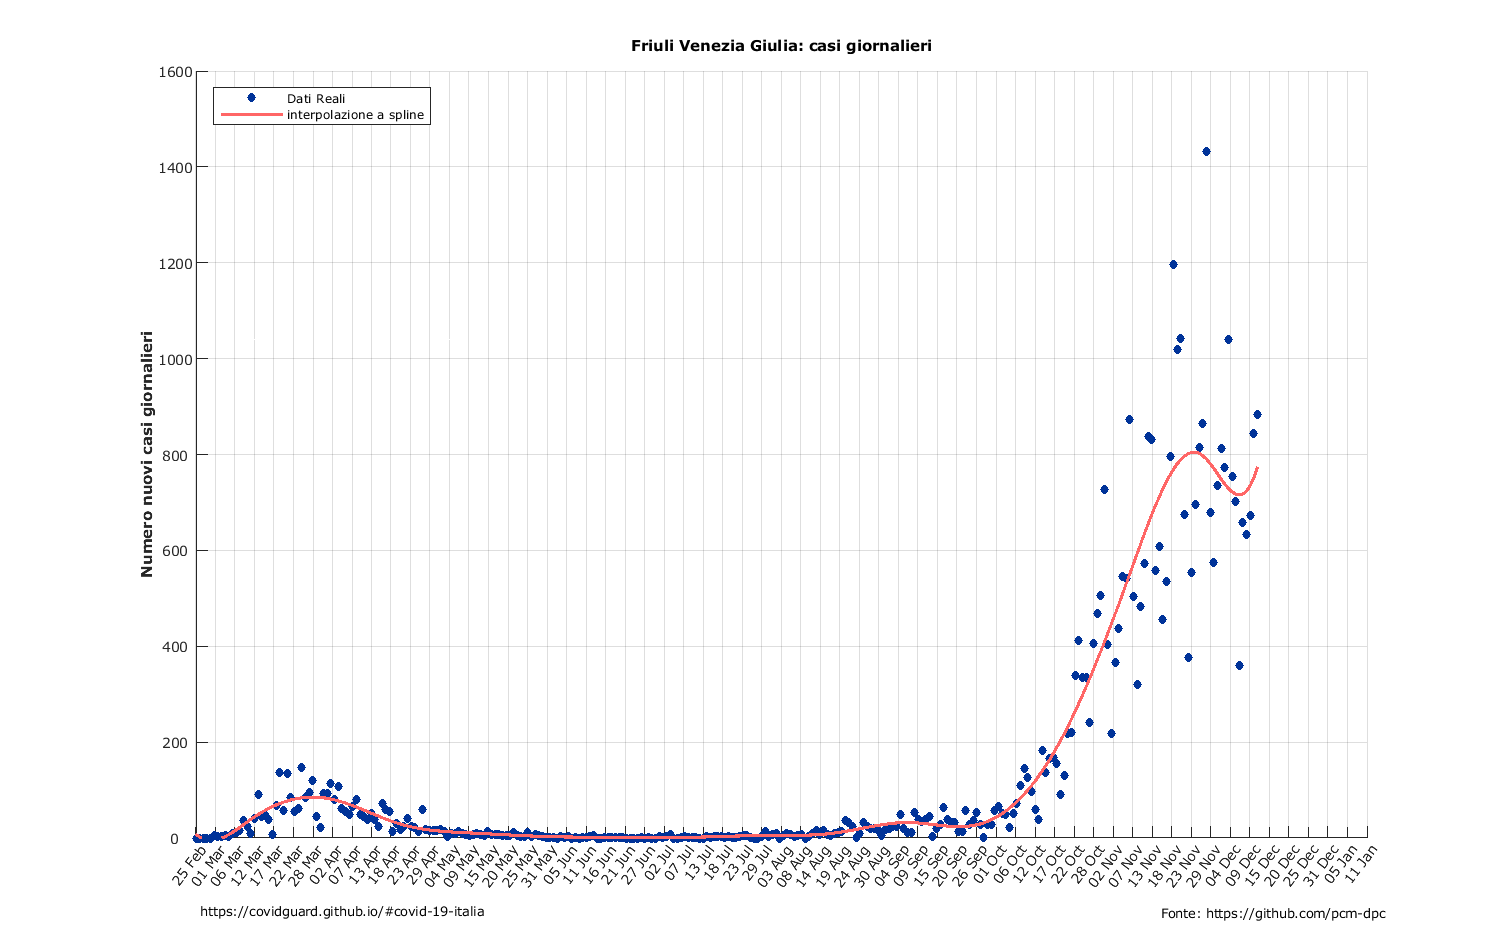 Friuli Venezia Giulia: casi giornalieri
Dati Reali
interpolazione a spline
Numero nuovi casi giornalieri
1600
1400
1200
1000
800
600
400
200
0
25 Feb
01 Mar
06 Mar
12 Mar
17 Mar
22 Mar
28 Mar
02 Apr
07 Apr
13 Apr
18 Apr
23 Apr
29 Apr
04 May
09 May
15 May
20 May
25 May
31 May
05 Jun
11 Jun
16 Jun
21 Jun
27 Jun
02 Jul
07 Jul
13 Jul
18 Jul
23 Jul
29 Jul
03 Aug
08 Aug
14 Aug
19 Aug
24 Aug
30 Aug
04 Sep
09 Sep
15 Sep
20 Sep
26 Sep
01 Oct
06 Oct
12 Oct
17 Oct
22 Oct
28 Oct
02 Nov
07 Nov
13 Nov
18 Nov
23 Nov
29 Nov
04 Dec
09 Dec
15 Dec
20 Dec
25 Dec
31 Dec
05 Jan
11 Jan
https://covidguard.github.io/#covid-19-italia
Fonte: https://github.com/pcm-dpc